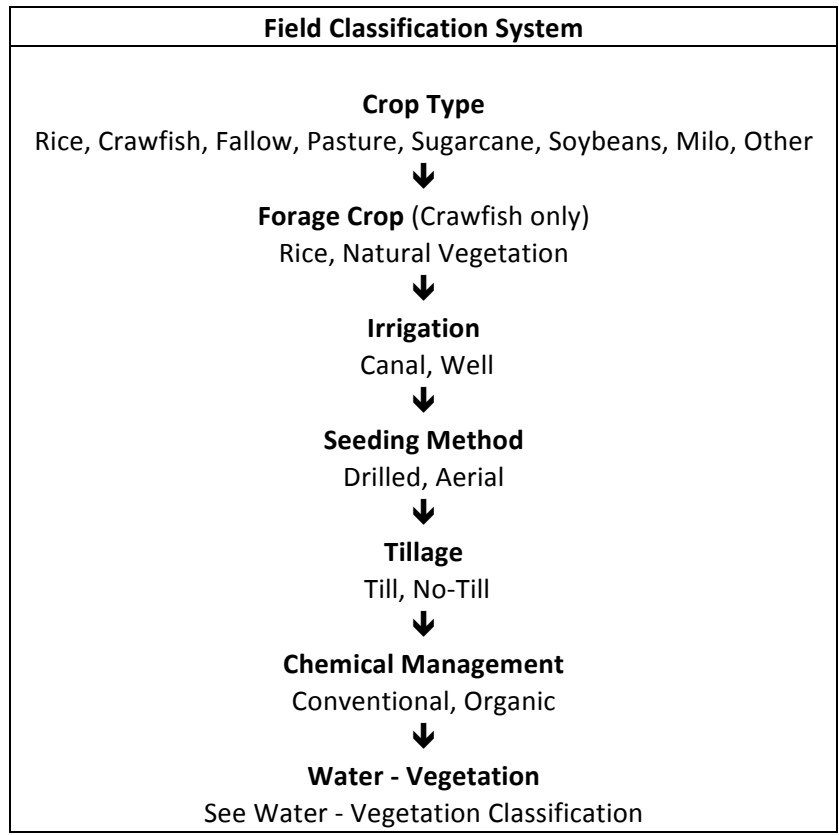 Field Classification System
Crop Type
Rice, Crawfish, Fallow, Pasture, Sugarcane, Soybeans, Milo, Other
Forage Crop (Crawfish only)
Rice, Natural Vegetation
Irrigation
Canal, Well
Seeding Method
Drilled, Aerial
Tillage
Till, No-Till
Chemical Management
Conventional, Organic
Water - Vegetation
See Water - Vegetation Classification